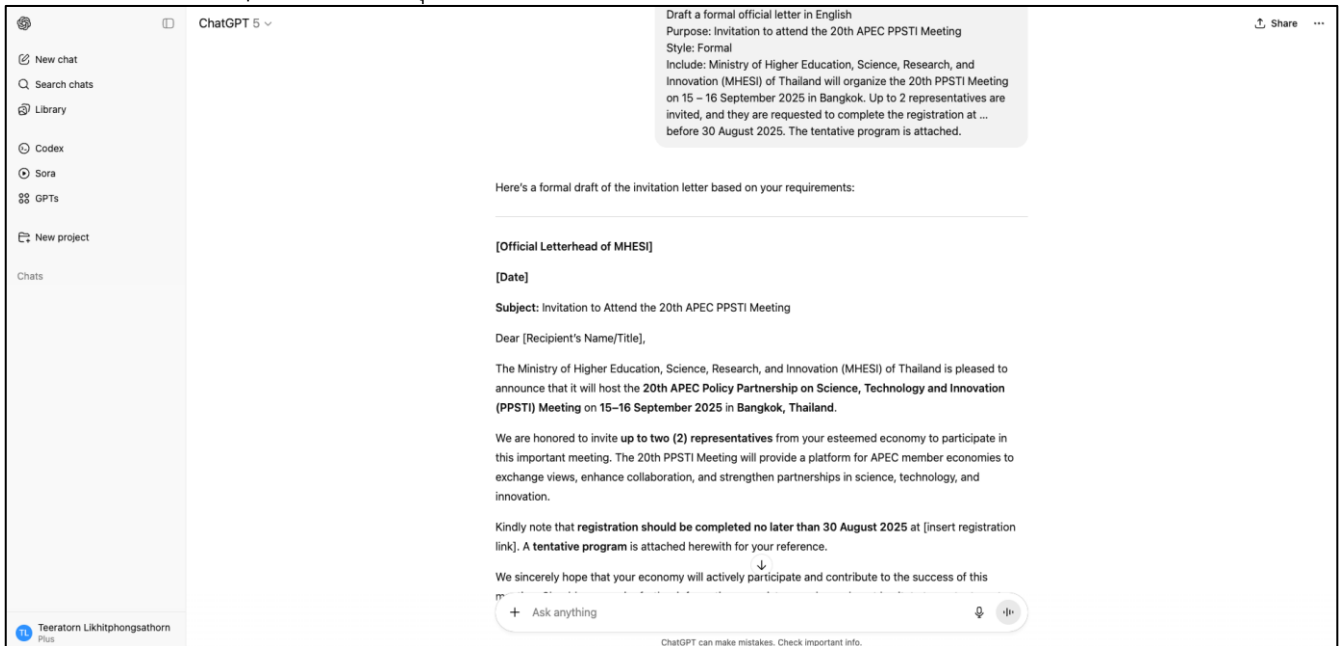 ChatGPT 5
Share
New chat
Search chats
Library
Codex
Sora
GPTs
New project
Chats
Teeratorn Likhitphongsathorn
Plus
Draft a formal official letter in English
Purpose: Invitation to attend the 20th APEC PPSTI Meeting
Style: Formal
Include: Ministry of Higher Education, Science, Research, and
Innovation (MHESI) of Thailand will organize the 20th PPSTI Meeting
on 15 – 16 September 2025 in Bangkok. Up to 2 representatives are
invited, and they are requested to complete the registration at ...
before 30 August 2025. The tentative program is attached.
Here's a formal draft of the invitation letter based on your requirements:
[Official Letterhead of MHESI]
[Date]
Subject: Invitation to Attend the 20th APEC PPSTI Meeting
Dear [Recipient's Name/Title],
The Ministry of Higher Education, Science, Research, and Innovation (MHESI) of Thailand is pleased to
announce that it will host the 20th APEC Policy Partnership on Science, Technology and Innovation
(PPSTI) Meeting on 15–16 September 2025 in Bangkok, Thailand.
We are honored to invite up to two (2) representatives from your esteemed economy to participate in
this important meeting. The 20th PPSTI Meeting will provide a platform for APEC member economies to
exchange views, enhance collaboration, and strengthen partnerships in science, technology, and
innovation.
Kindly note that registration should be completed no later than 30 August 2025 at [insert registration
link]. A tentative program is attached herewith for your reference.
We sincerely hope that your economy will actively participate and contribute to the success of this
Ask anything
ChatGPT can make mistakes. Check important info.